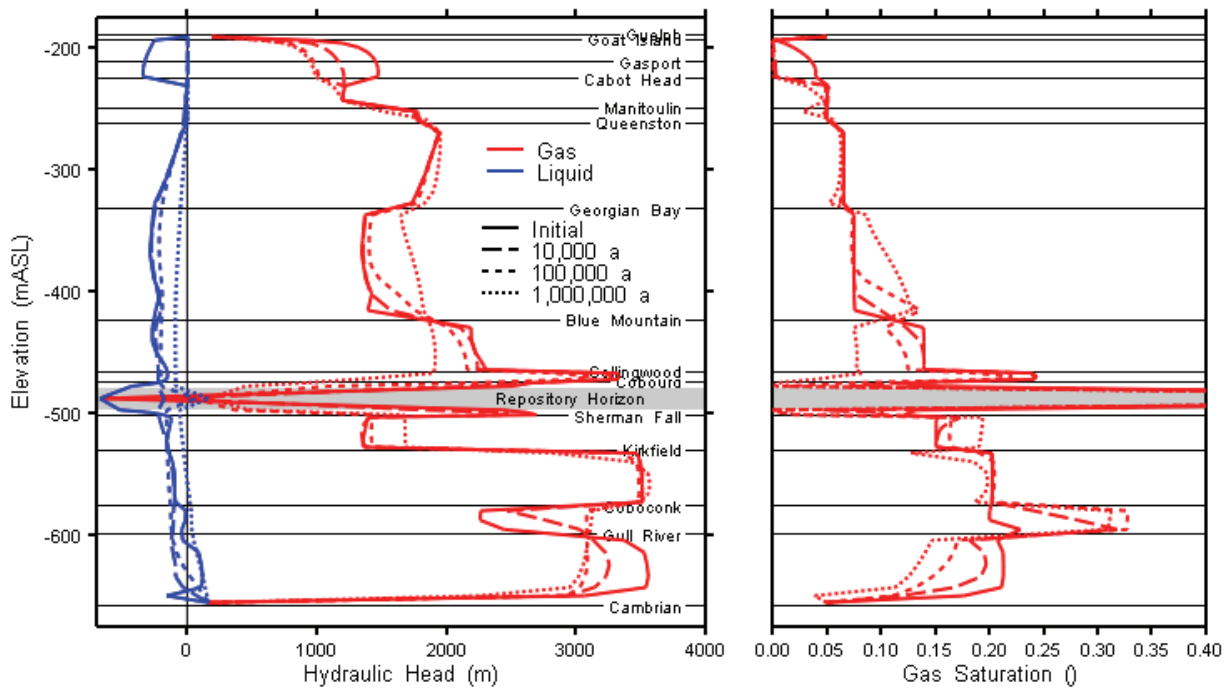 Guelph
Goat Island
-200
Gasport
Cabot Head
Manitoulin
Queenston
Gas
Liquid
-300
Georgian Bay
Initial
10,000 a
100,000 a
1,000,000 a
-400
Blue Mountain
Collingwood
Cobourg
Repository Horizon
-500
Sherman Fall
Kirkfield
Coboconk
-600
Gull River
Cambrian
Elevation (mASL)
0 1000 2000 3000 4000
Hydraulic Head (m)
0.00 0.05 0.10 0.15 0.20 0.25 0.30 0.35 0.40
Gas Saturation ()